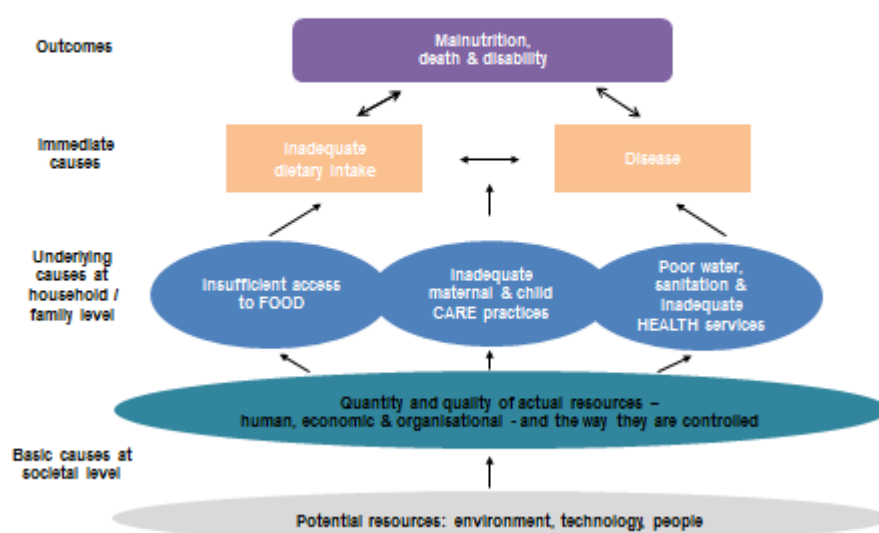 Outcomes
Malnutrition,
death & disability
Immediate
causes
Inadequate
dietary intake
Disease
Underlying
causes at
household /
family level
Insufficient access
to FOOD
Inadequate
maternal & child
CARE practices
Poor water,
sanitation &
inadequate
HEALTH services
Quantity and quality of actual resources –
human, economic & organisational - and the way they are controlled
Basic causes at
societal level
Potential resources: environment, technology, people